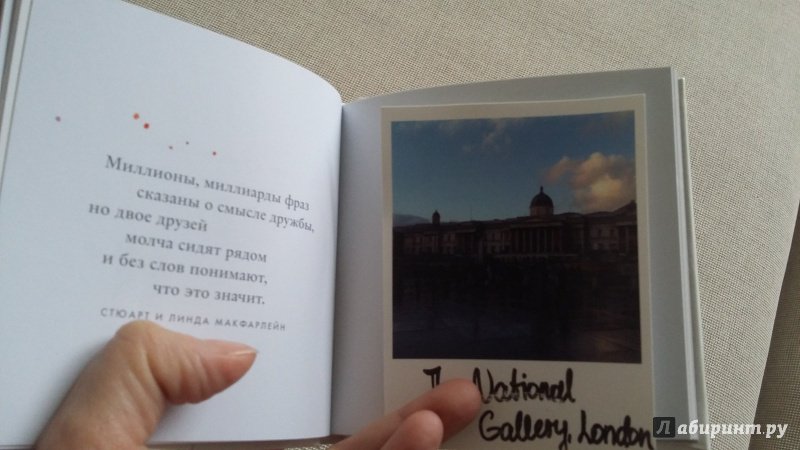 Миллионы, миллиарды фраз
сказаны о смысле дружбы,
но двое друзей
молча сидят рядом
и без слов понимают,
что это значит.
СТЮАРТ И ЛИНДА МАКФАРЛЕЙН
National
Gallery, London
Лабиринт.ру